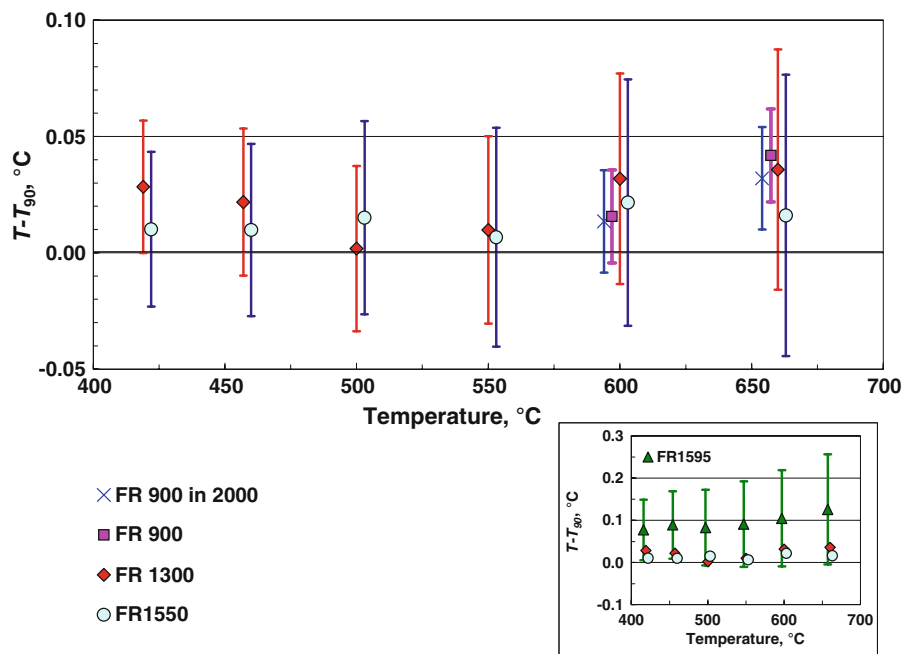 0.10
0.05
0.00
-0.05
T-T90, °C
400 450 500 550 600 650 700
Temperature, °C
FR 900 in 2000
FR 900
FR 1300
FR1550
FR1595
0.3
0.2
0.1
0.0
-0.1
T-T90, °C
400 500 600 700
Temperature, °C